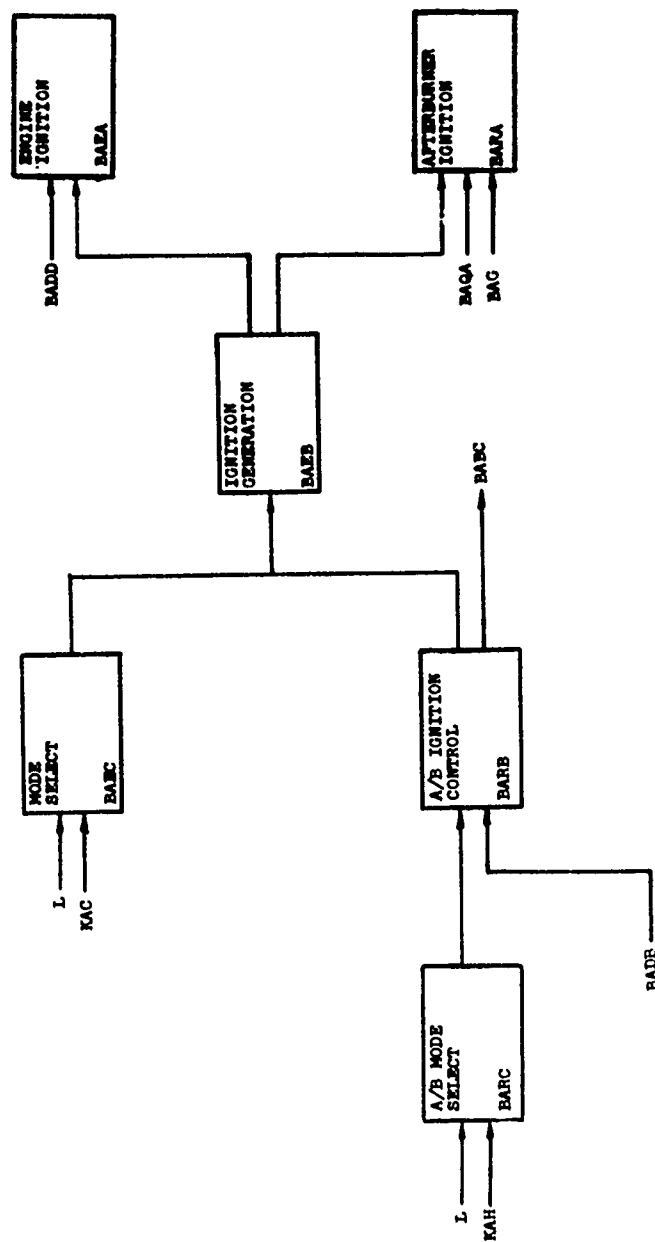 L
KAC
MODE
SELECT
BAEC
BADD
ENGINE
IGNITION
BAEA
IGNITION
GENERATION
BAEB
L
KAH
A/B MODE
SELECT
BARC
A/B IGNITION
CONTROL
BARB
BABC
BAQA
BAG
AFTERBURNER
IGNITION
BARA
BADB